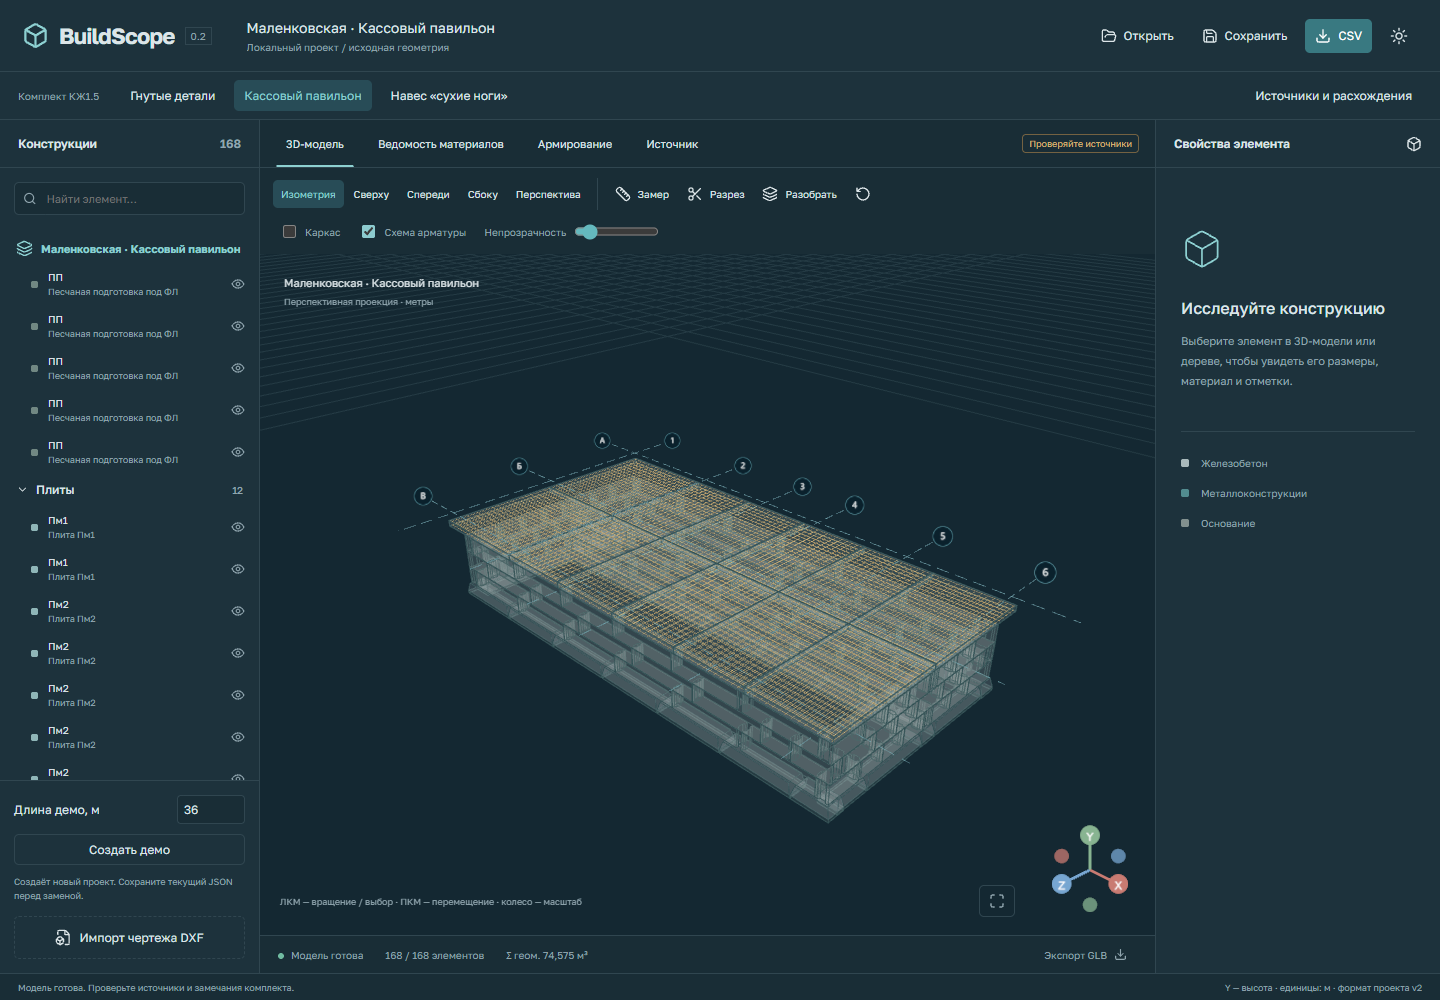 BuildScope 0.2
Маленковская · Кассовый павильон
Локальный проект / исходная геометрия
Открыть
Сохранить
CSV
Комплект КЖ1.5
Гнутые детали
Кассовый павильон
Навес «сухие ноги»
Источники и расхождения
Конструкции 168
3D-модель
Ведомость материалов
Армирование
Источник
Проверяйте источники
Свойства элемента
Найти элемент...
Маленковская · Кассовый павильон
ПП
Песчаная подготовка под ФЛ
ПП
Песчаная подготовка под ФЛ
ПП
Песчаная подготовка под ФЛ
ПП
Песчаная подготовка под ФЛ
ПП
Песчаная подготовка под ФЛ
Плиты 12
Пм1
Плита Пм1
Пм1
Плита Пм1
Пм2
Плита Пм2
Пм2
Плита Пм2
Пм2
Плита Пм2
Пм2
Плита Пм2
Пм2
Длина демо, м 36
Создать демо
Создаёт новый проект. Сохраните текущий JSON
перед заменой.
Импорт чертежа DXF
Изометрия
Сверху
Спереди
Сбоку
Перспектива
Замер
Разрез
Разобрать
Каркас
Схема арматуры
Непрозрачность
Маленковская · Кассовый павильон
Перспективная проекция · метры
А
1
Б
2
В
3
4
5
6
Y
Z
X
ЛКМ — вращение / выбор · ПКМ — перемещение · колесо — масштаб
Модель готова
168 / 168 элементов
Σ геом. 74,575 м³
Экспорт GLB
Исследуйте конструкцию
Выберите элемент в 3D-модели или
дереве, чтобы увидеть его размеры,
материал и отметки.
Железобетон
Металлоконструкции
Основание
Модель готова. Проверьте источники и замечания комплекта.
Y — высота · единицы: м · формат проекта v2